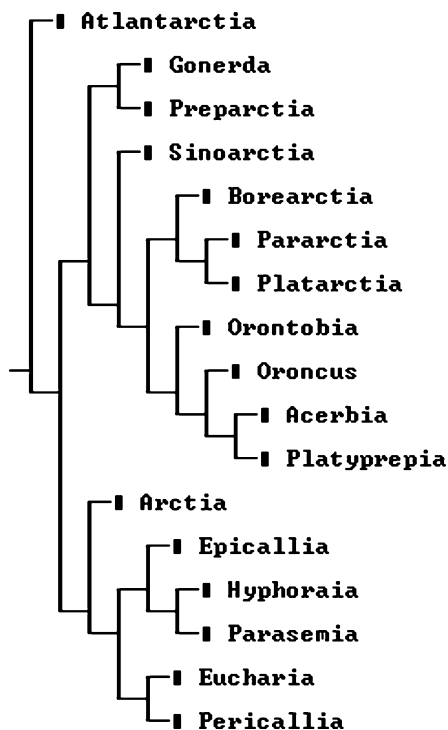 Atlantarctia
Gonerda
Preparctia
Sinoarctia
Borearctia
Pararctia
Platarctia
Orontobia
Oroncus
Acerbia
Platyprepia
Arctia
Epicallia
Hyphoraia
Parasemia
Eucharia
Pericallia